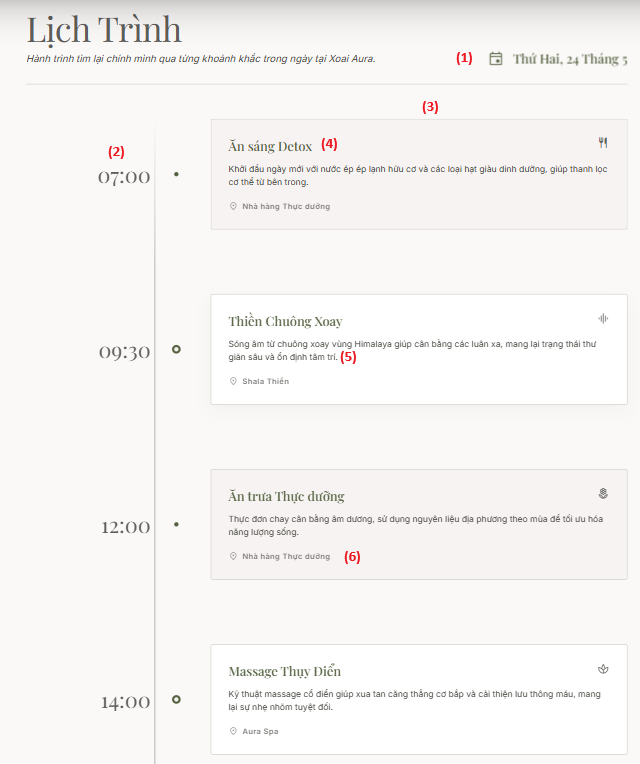 Lịch Trình
Hành trình tìm lại chính mình qua từng khoảnh khắc trong ngày tại Xoai Aura.
(1) Thứ Hai, 24 Tháng 5
(3)
(2)
07:00
Ăn sáng Detox (4)
Khởi đầu ngày mới với nước ép ép lạnh hữu cơ và các loại hạt giàu dinh dưỡng, giúp thanh lọc
cơ thể từ bên trong.
Nhà hàng Thực dưỡng
09:30
Thiền Chuông Xoay
Sóng âm từ chuông xoay vùng Himalaya giúp cân bằng các luân xa, mang lại trạng thái thư
giãn sâu và ổn định tâm trí. (5)
Shala Thiền
12:00
Ăn trưa Thực dưỡng
Thực đơn chay cân bằng âm dương, sử dụng nguyên liệu địa phương theo mùa để tối ưu hóa
năng lượng sống.
Nhà hàng Thực dưỡng (6)
14:00
Massage Thụy Điển
Kỹ thuật massage cổ điển giúp xua tan căng thẳng cơ bắp và cải thiện lưu thông máu, mang
lại sự nhẹ nhõm tuyệt đối.
Aura Spa